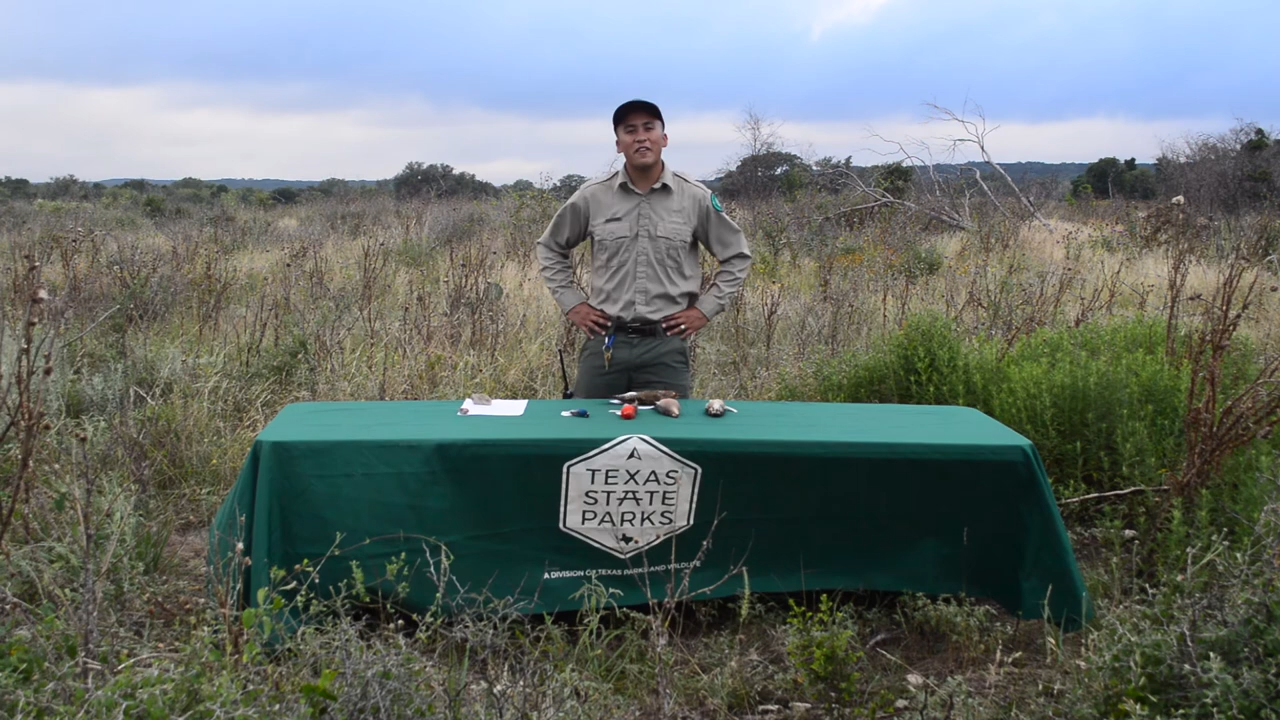 TEXAS
STATE
PARKS
A DIVISION OF TEXAS PARKS AND WILDLIFE